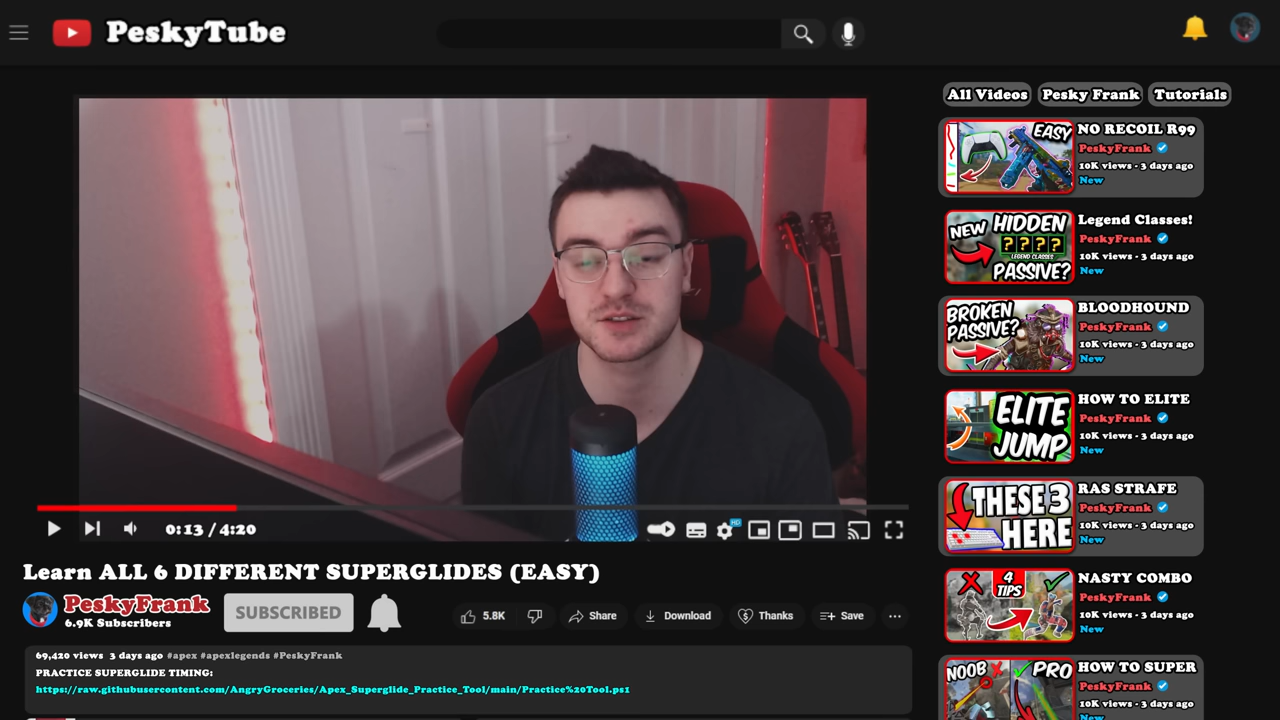 PeskyTube
All Videos
Pesky Frank
Tutorials
EASY
NO RECOIL R99
PeskyFrank
10K views - 3 days ago
New
NEW
HIDDEN
? ? ? ?
LEGEND CLASSES
PASSIVE?
Legend Classes!
PeskyFrank
10K views - 3 days ago
New
BROKEN
PASSIVE?
BLOODHOUND
PeskyFrank
10K views - 3 days ago
New
ELITE
JUMP
HOW TO ELITE
PeskyFrank
10K views - 3 days ago
New
THESE 3
HERE
RAS STRAFE
PeskyFrank
10K views - 3 days ago
New
4
TIPS
NASTY COMBO
PeskyFrank
10K views - 3 days ago
New
NOOB
PRO
HOW TO SUPER
PeskyFrank
10K views - 3 days ago
New
0:13 / 4:20
HD
Learn ALL 6 DIFFERENT SUPERGLIDES (EASY)
PeskyFrank
6.9K Subscribers
SUBSCRIBED
5.8K
Share
Download
Thanks
Save
69,420 views 3 days ago #apex #apexlegends #PeskyFrank
PRACTICE SUPERGLIDE TIMING:
https://raw.githubusercontent.com/AngryGroceries/Apex_Superglide_Practice_Tool/main/Practice%20Tool.ps1